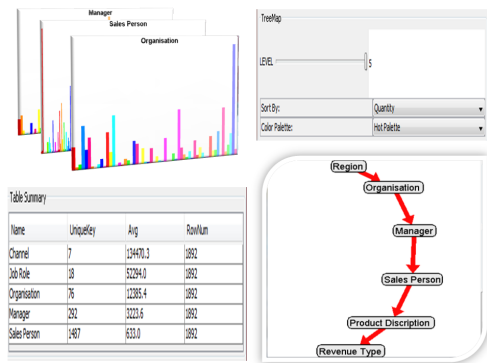 Manager
Sales Person
Organisation
TreeMap
LEVEL 5
Sort By: Quantity
Color Palette: Hot Palette
Table Summary
Name UniqueKey Avg RowNum
Channel 7 134470.3 1892
Job Role 18 52294.0 1892
Organisation 76 12385.4 1892
Manager 292 3223.6 1892
Sales Person 1487 633.0 1892
Region
Organisation
Manager
Sales Person
Product Discription
Revenue Type